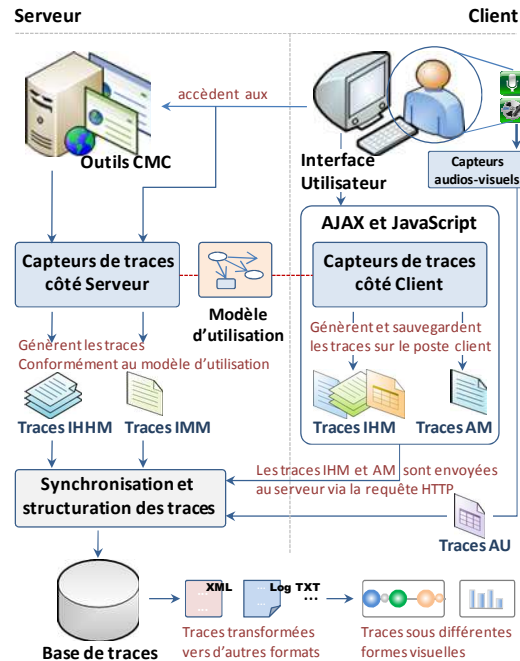 Serveur
Client
accèdent aux
Outils CMC
Interface
Utilisateur
Capteurs
audios-visuels
AJAX et JavaScript
Capteurs de traces
côté Serveur
Capteurs de traces
côté Client
Modèle
d'utilisation
Génèrent les traces
Conformément au modèle d'utilisation
Génèrent et sauvegardent
les traces sur le poste client
Traces IHHM
Traces IMM
Traces IHM
Traces AM
Les traces IHM et AM sont envoyées
au serveur via la requête HTTP
Synchronisation et
structuration des traces
Traces AU
XML
Log TXT
...
Base de traces
Traces transformées
vers d'autres formats
Traces sous différentes
formes visuelles